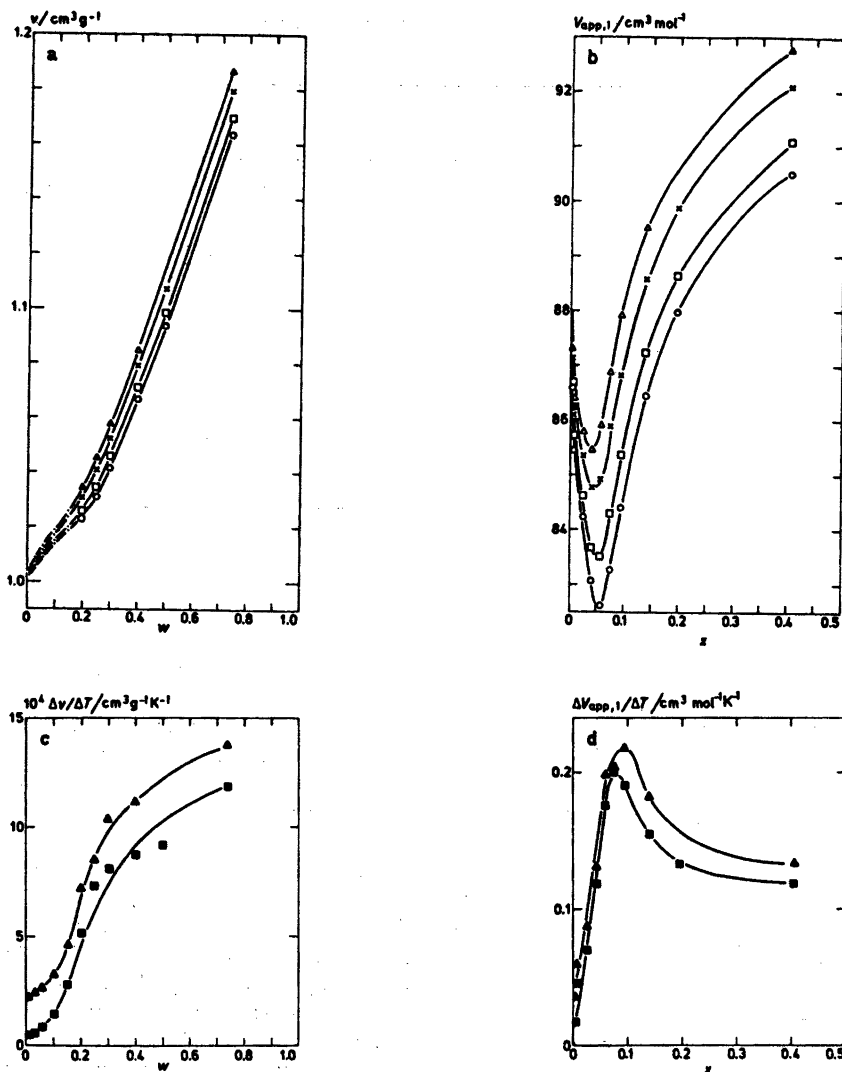 v/cm³g⁻¹
a
1.2
1.1
1.0
0 0.2 0.4 0.6 0.8 1.0
w
Vapp,1/cm³mol⁻¹
b
92
90
88
86
84
0 0.1 0.2 0.3 0.4 0.5
x
10⁴ Δv/ΔT/cm³g⁻¹K⁻¹
c
15
10
5
0
0 0.2 0.4 0.6 0.8 1.0
w
ΔVapp,1/ΔT/cm³mol⁻¹K⁻¹
d
0.2
0.1
0
0 0.1 0.2 0.3 0.4 0.5
x